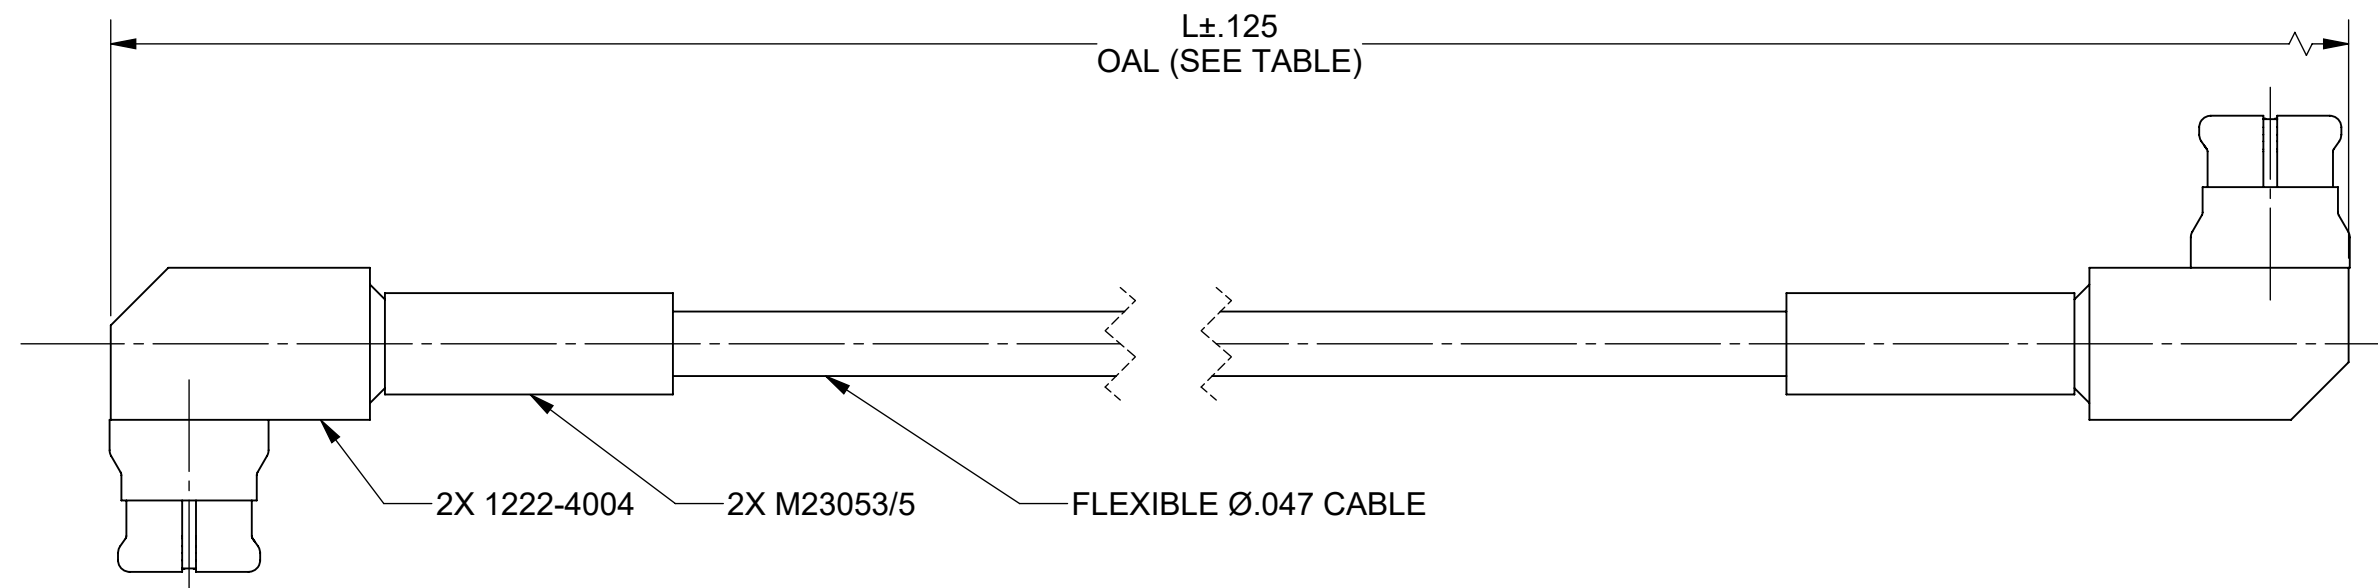 L±.125
OAL (SEE TABLE)
2X 1222-4004
2X M23053/5
FLEXIBLE Ø.047 CABLE